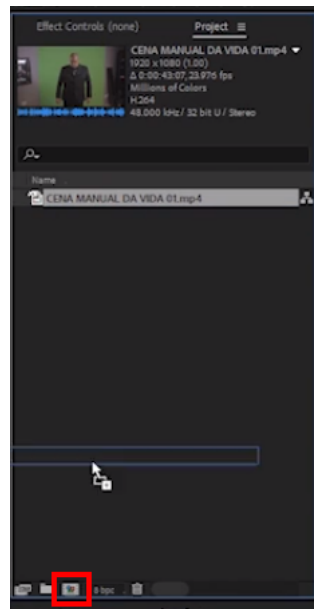 Effect Controls (none)
Project
CENA MANUAL DA VIDA 01.mp4
1920 x 1080 (1.00)
Δ 0:00:43:07, 23.976 fps
Millions of Colors
H.264
48.000 kHz / 32 bit U / Stereo
Name
CENA MANUAL DA VIDA 01.mp4
8 bpc